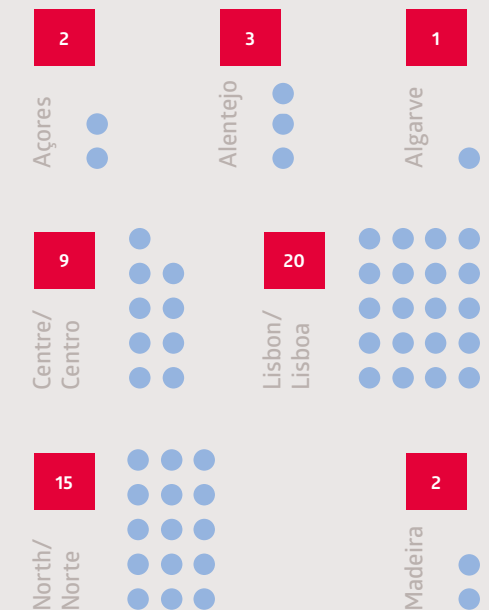 2
Açores
3
Alentejo
1
Algarve
9
Centre/
Centro
20
Lisbon/
Lisboa
15
North/
Norte
2
Madeira